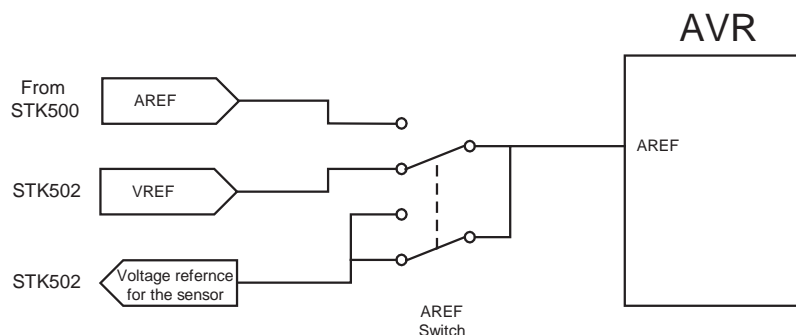 AVR
From
STK500
AREF
AREF
STK502
VREF
STK502
Voltage refernce
for the sensor
AREF
Switch